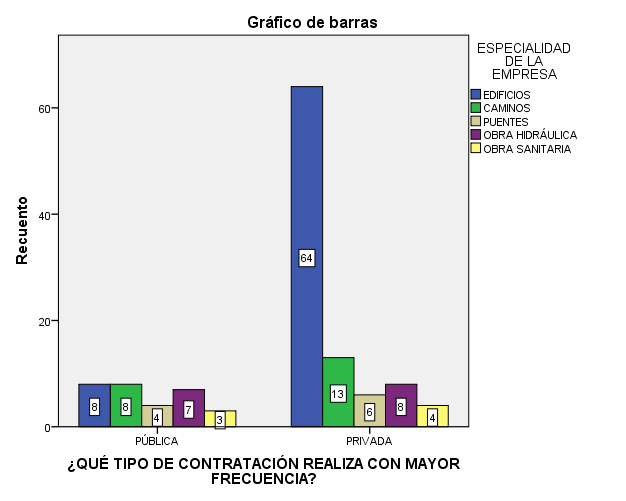 Gráfico de barras
ESPECIALIDAD
DE LA
EMPRESA
EDIFICIOS
CAMINOS
PUENTES
OBRA HIDRÁULICA
OBRA SANITARIA
Recuento
60
40
20
0
64
8
8
4
7
3
13
6
8
4
PÚBLICA
PRIVADA
¿QUÉ TIPO DE CONTRATACIÓN REALIZA CON MAYOR
FRECUENCIA?